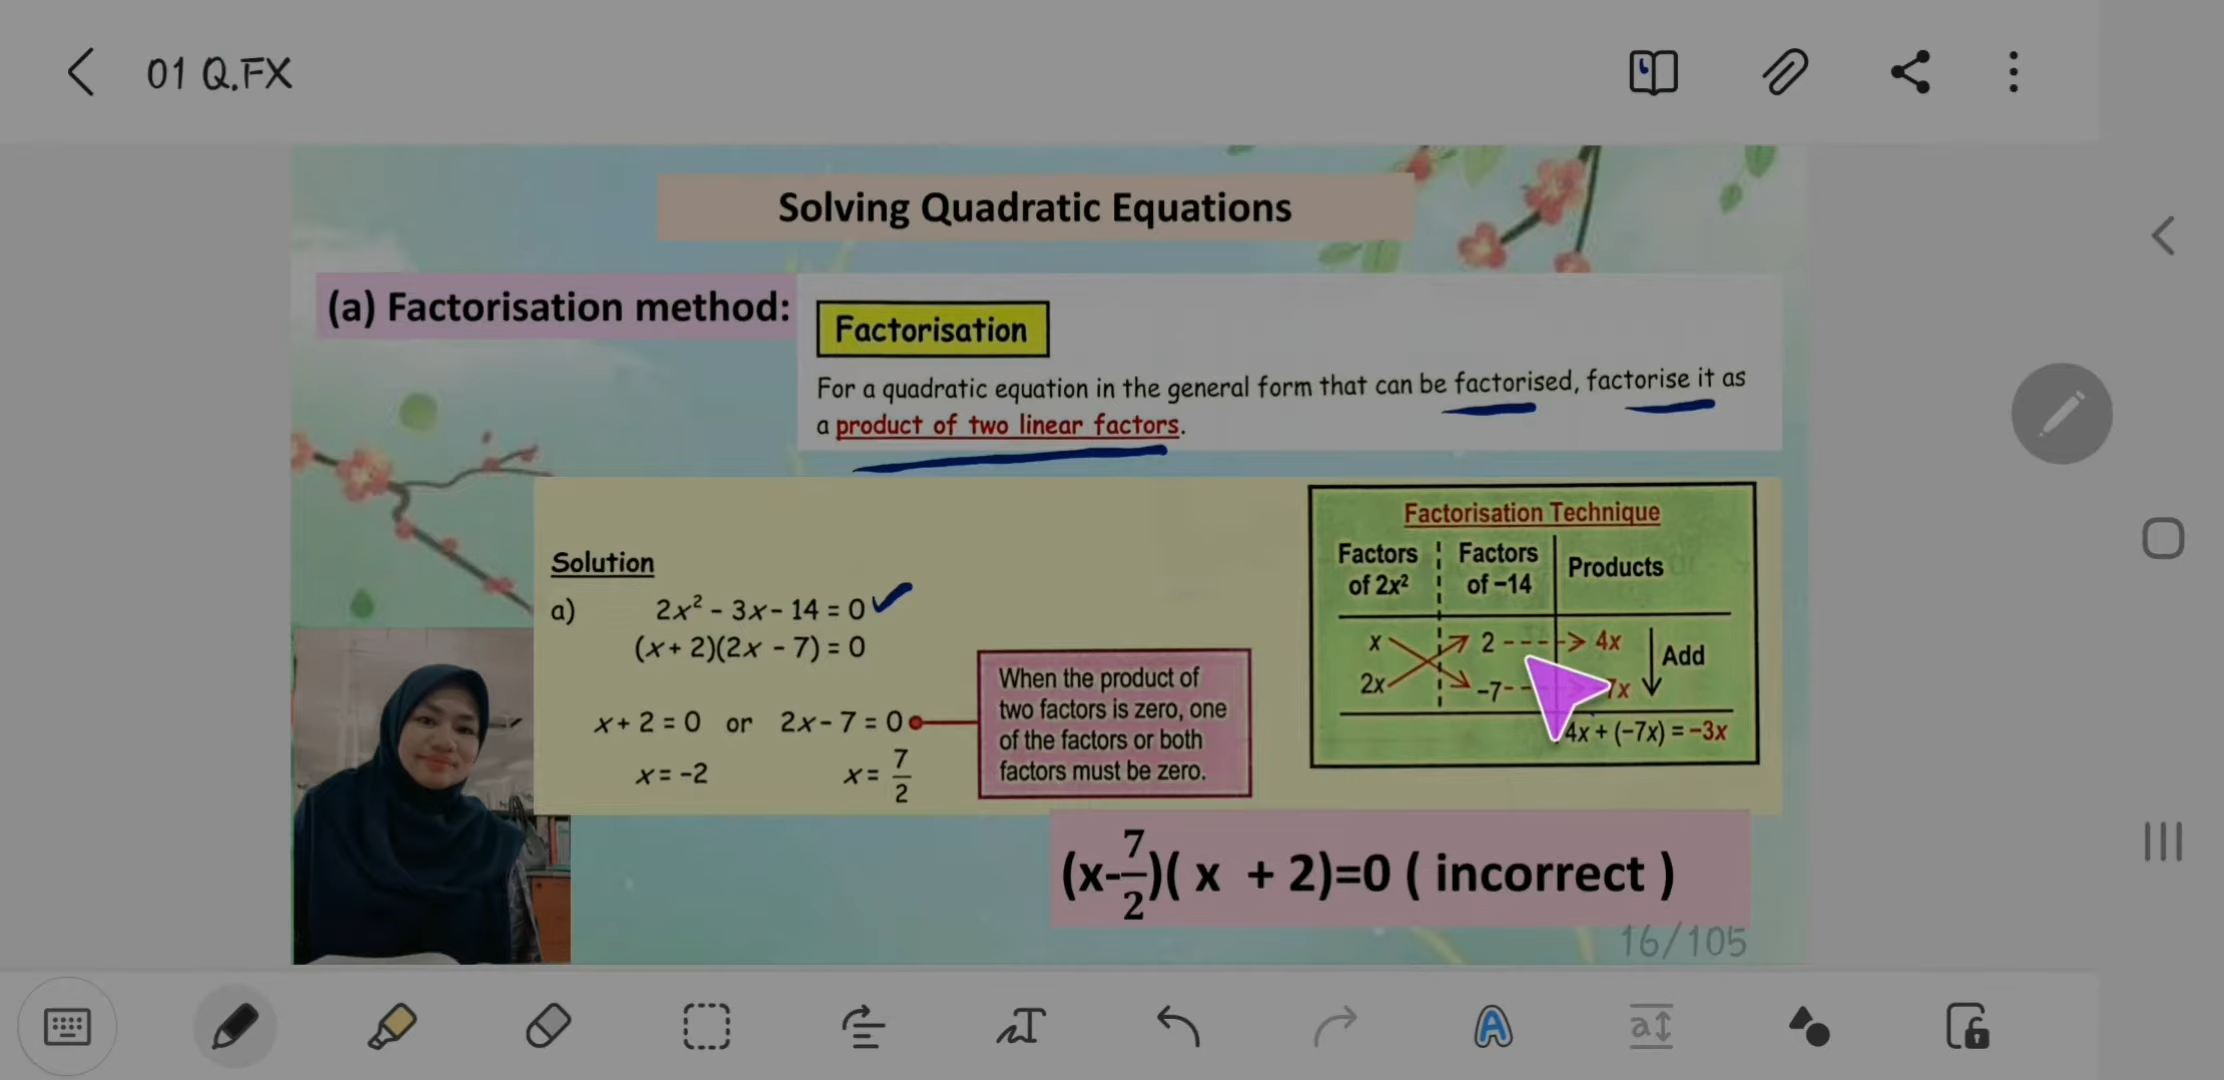 01 Q.FX
Solving Quadratic Equations
(a) Factorisation method:
Factorisation
For a quadratic equation in the general form that can be factorised, factorise it as
a product of two linear factors.
Solution
a) 2x² - 3x - 14 = 0
(x + 2)(2x - 7) = 0
x + 2 = 0 or 2x - 7 = 0
x = -2 x = 7/2
When the product of
two factors is zero, one
of the factors or both
factors must be zero.
Factorisation Technique
Factors Factors Products
of 2x² of -14
x 2 4x
2x -7 7x
Add
4x + (-7x) = -3x
(x-7/2)( x + 2)=0 ( incorrect )
16/105